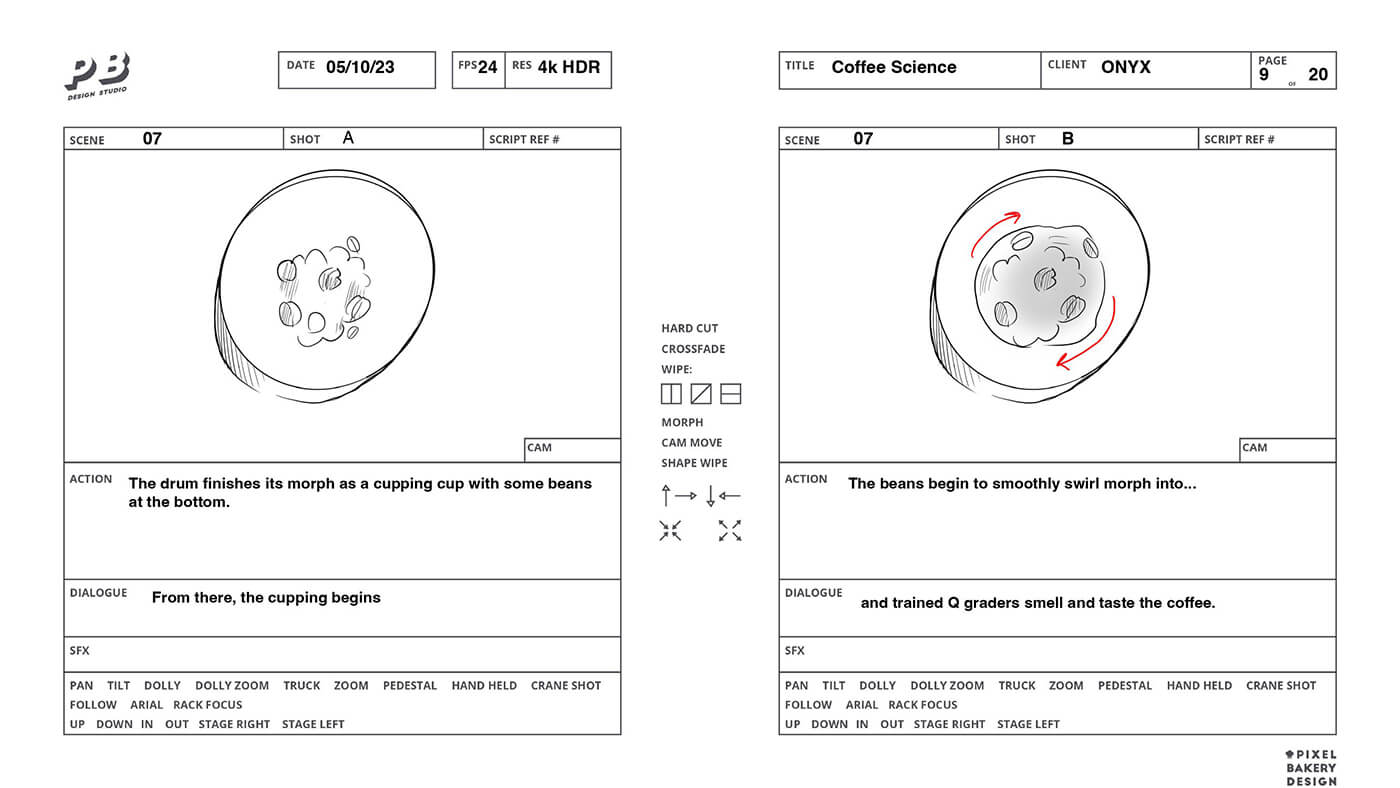 PB
DESIGN STUDIO
DATE 05/10/23
FPS 24 RES 4k HDR
TITLE Coffee Science
CLIENT ONYX
PAGE
9 OF 20
SCENE 07 SHOT A SCRIPT REF #
CAM
ACTION The drum finishes its morph as a cupping cup with some beans
at the bottom.
DIALOGUE From there, the cupping begins
SFX
PAN TILT DOLLY DOLLY ZOOM TRUCK ZOOM PEDESTAL HAND HELD CRANE SHOT
FOLLOW ARIAL RACK FOCUS
UP DOWN IN OUT STAGE RIGHT STAGE LEFT
HARD CUT
CROSSFADE
WIPE:
MORPH
CAM MOVE
SHAPE WIPE
SCENE 07 SHOT B SCRIPT REF #
CAM
ACTION The beans begin to smoothly swirl morph into...
DIALOGUE and trained Q graders smell and taste the coffee.
SFX
PAN TILT DOLLY DOLLY ZOOM TRUCK ZOOM PEDESTAL HAND HELD CRANE SHOT
FOLLOW ARIAL RACK FOCUS
UP DOWN IN OUT STAGE RIGHT STAGE LEFT
PIXEL
BAKERY
DESIGN